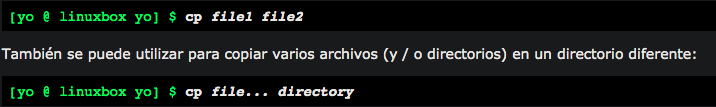 [yo @ linuxbox yo] $ cp file1 file2
También se puede utilizar para copiar varios archivos (y / o directorios) en un directorio diferente:
[yo @ linuxbox yo] $ cp file... directory